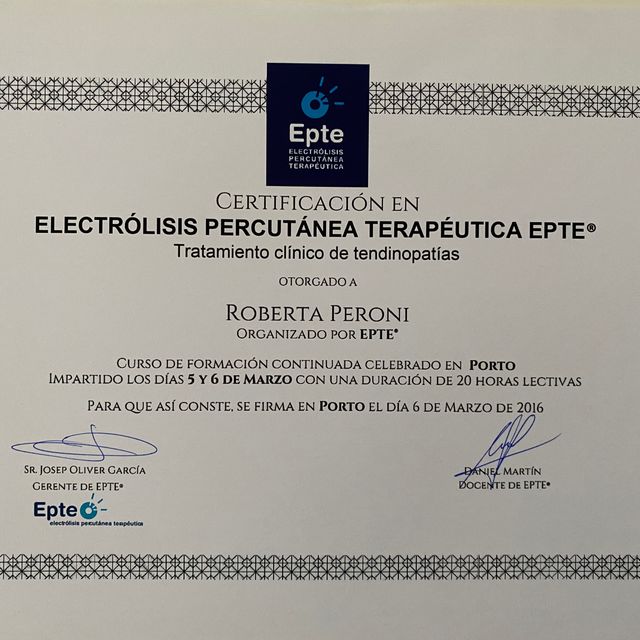 Epte
ELECTRÓLISIS
PERCUTÁNEA
TERAPÉUTICA
CERTIFICACIÓN EN
ELECTRÓLISIS PERCUTÁNEA TERAPÉUTICA EPTE®
Tratamiento clínico de tendinopatías
OTORGADO A
ROBERTA PERONI
ORGANIZADO POR EPTE®
CURSO DE FORMACIÓN CONTINUADA CELEBRADO EN PORTO
IMPARTIDO LOS DÍAS 5 Y 6 DE MARZO CON UNA DURACIÓN DE 20 HORAS LECTIVAS
PARA QUE ASÍ CONSTE, SE FIRMA EN PORTO EL DÍA 6 DE MARZO DE 2016
SR. JOSEP OLIVER GARCÍA
GERENTE DE EPTE®
Epte
electrólisis percutánea terapéutica
DANIEL MARTÍN
DOCENTE DE EPTE®